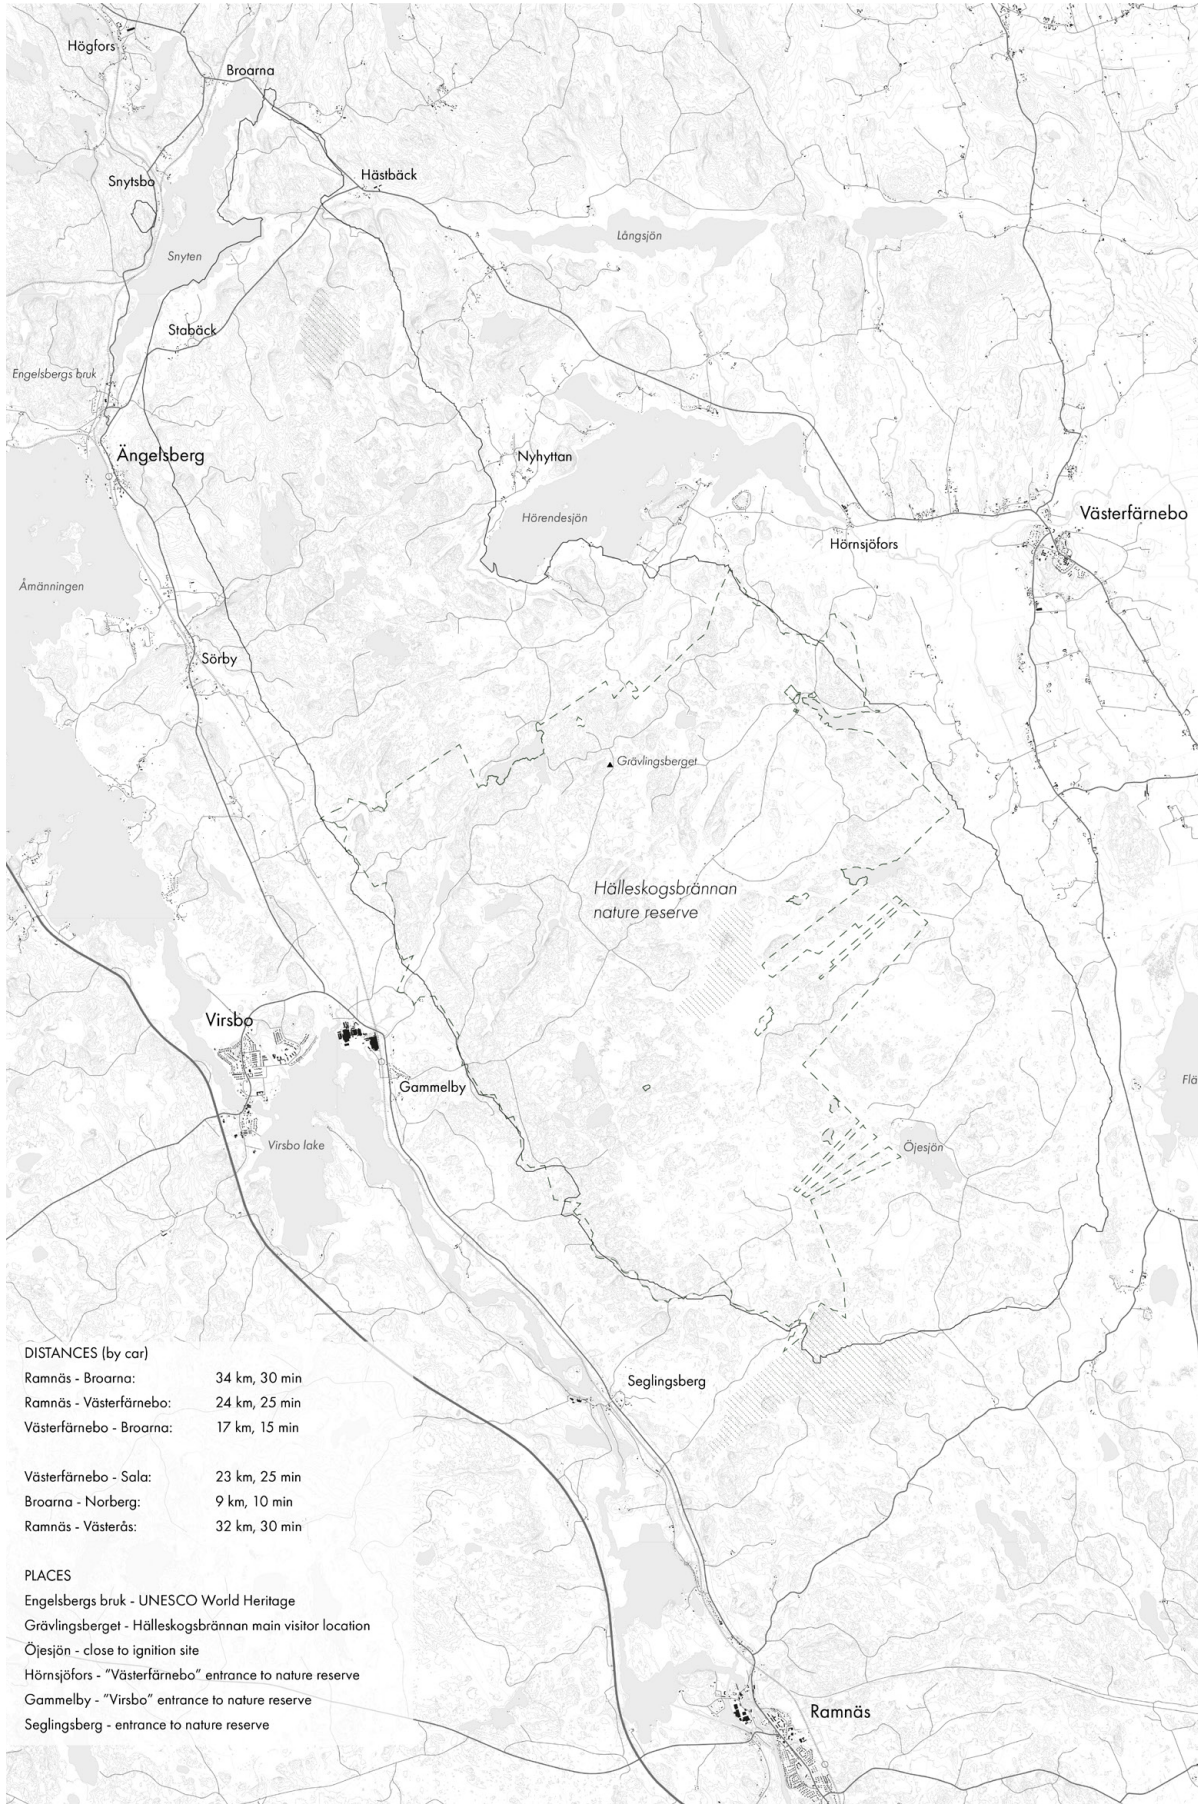 Högfors
Broarna
Snytsbo
Hästbäck
Långsjön
Snyten
Stabäck
Engelsbergs bruk
Ängelsberg
Nyhyttan
Hörendesjön
Västerfärnebo
Hörnsjöfors
Åmänningen
Sörby
Grävlingsberget
Hälleskogsbrännan
nature reserve
Virsbo
Gammelby
Flä
Virsbo lake
Öjesjön
Seglingsberg
Ramnäs
DISTANCES (by car)
Ramnäs - Broarna: 34 km, 30 min
Ramnäs - Västerfärnebo: 24 km, 25 min
Västerfärnebo - Broarna: 17 km, 15 min
Västerfärnebo - Sala: 23 km, 25 min
Broarna - Norberg: 9 km, 10 min
Ramnäs - Västerås: 32 km, 30 min
PLACES
Engelsbergs bruk - UNESCO World Heritage
Grävlingsberget - Hälleskogsbrännan main visitor location
Öjesjön - close to ignition site
Hörnsjöfors - ”Västerfärnebo” entrance to nature reserve
Gammelby - ”Virsbo” entrance to nature reserve
Seglingsberg - entrance to nature reserve